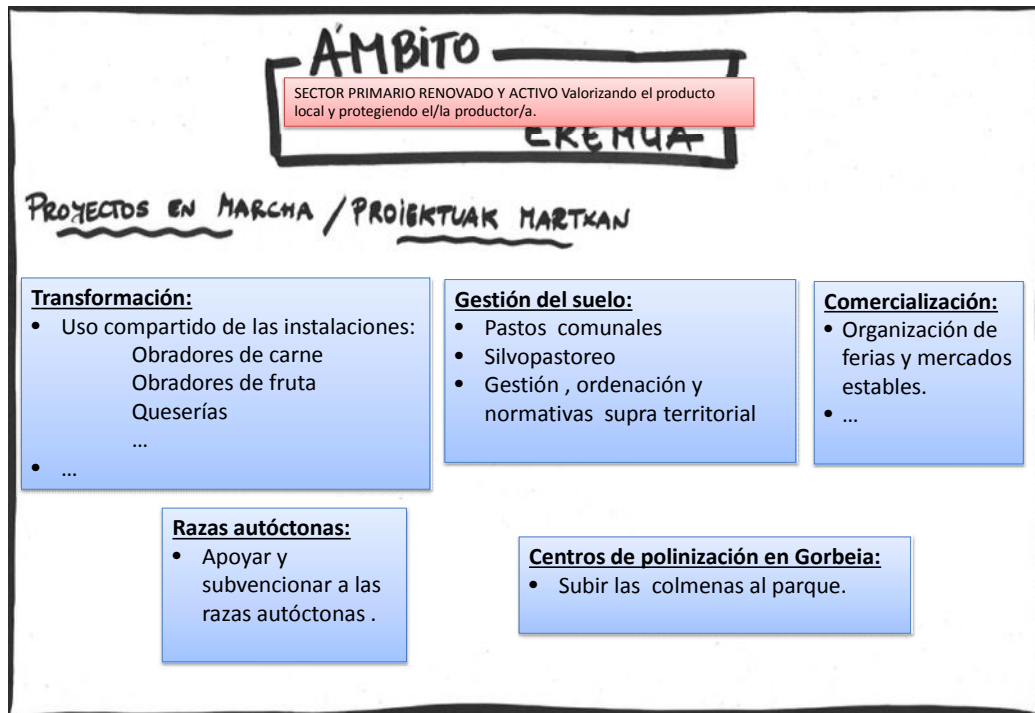 ÁMBITO
SECTOR PRIMARIO RENOVADO Y ACTIVO Valorizando el producto
local y protegiendo el/la productor/a.
EREMUA
PROYECTOS EN MARCHA / PROIEKTUAK MARTXAN
Transformación:
• Uso compartido de las instalaciones:
Obradores de carne
Obradores de fruta
Queserías
...
• ...
Gestión del suelo:
• Pastos comunales
• Silvopastoreo
• Gestión , ordenación y
normativas supra territorial
Comercialización:
• Organización de
ferias y mercados
estables.
• ...
Razas autóctonas:
• Apoyar y
subvencionar a las
razas autóctonas .
Centros de polinización en Gorbeia:
• Subir las colmenas al parque.